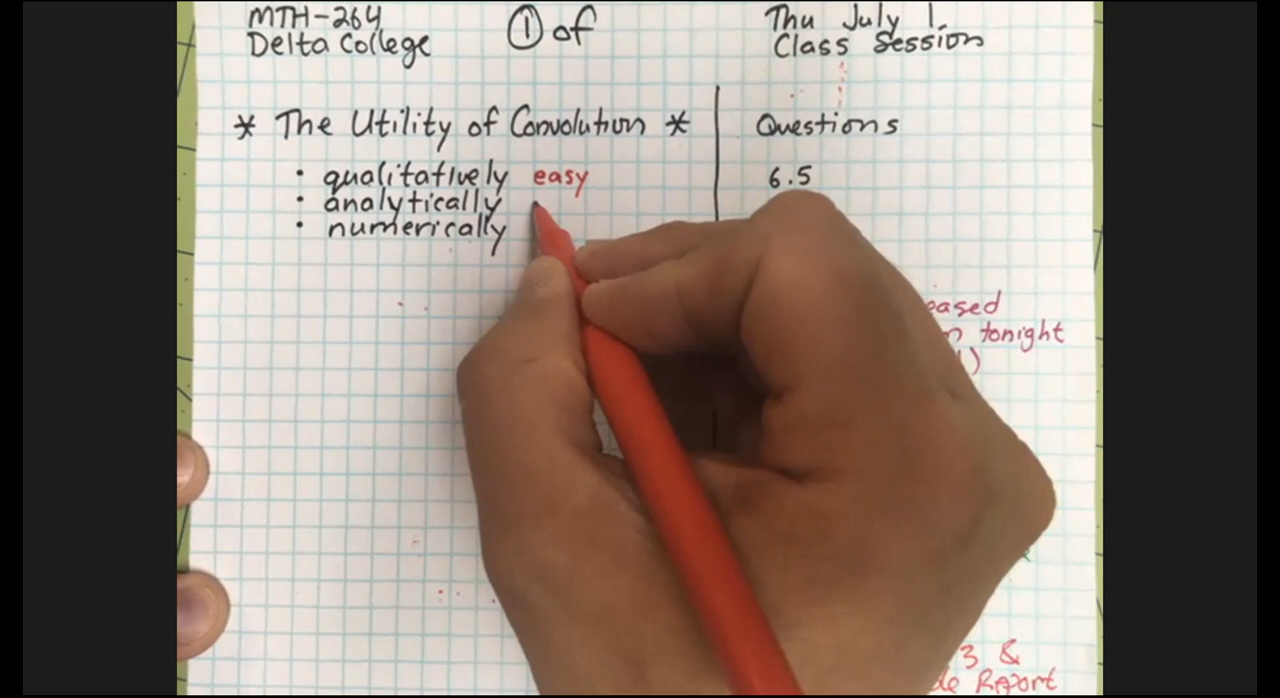 MTH-264
Delta College
① of
Thu July 1.
Class Session
* The Utility of Convolution *
• qualitatively easy
• analytically
• numerically
Questions
6.5
tonight
3 &
Report